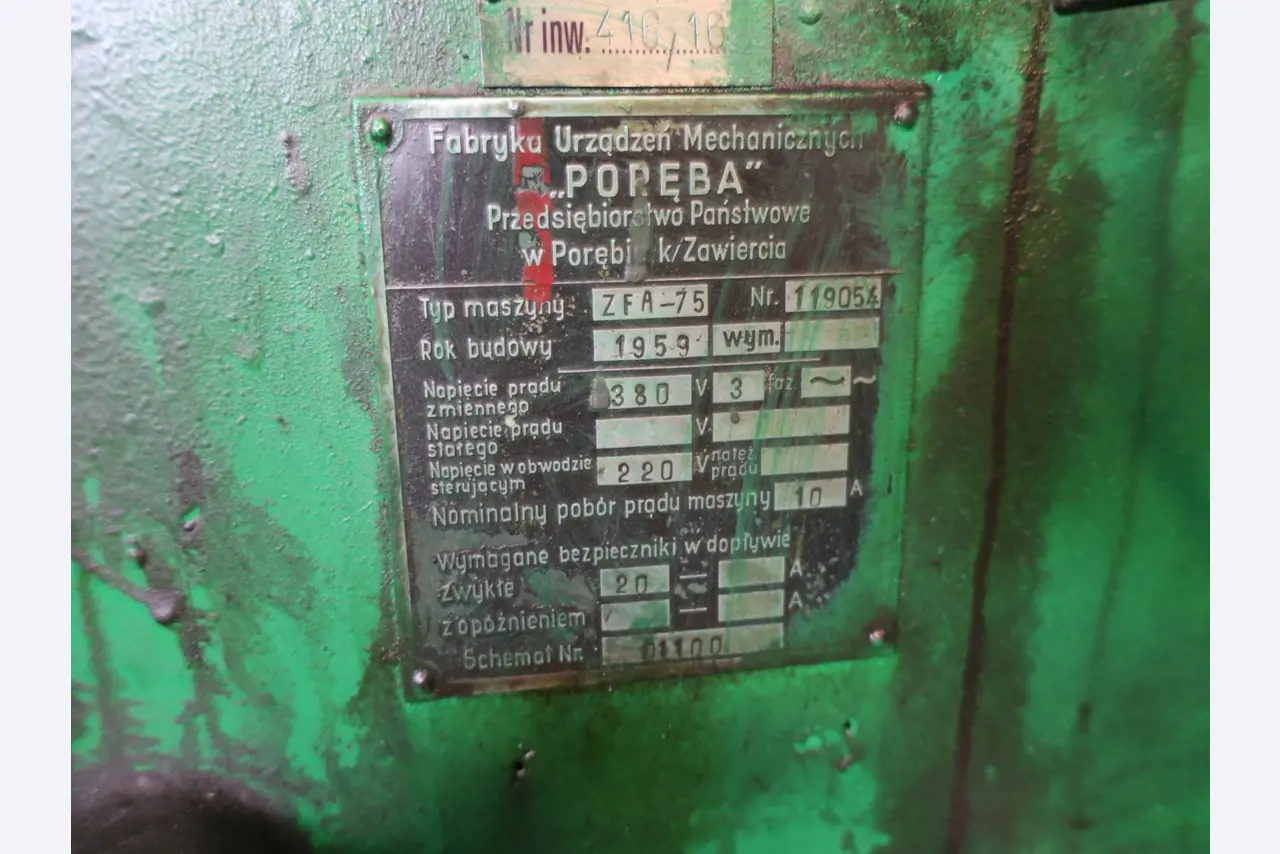 Nr inw. 416,16
Fabryka Urządzeń Mechanicznych
„PORĘBA”
Przedsiębiorstwo Państwowe
w Porębie k/Zawiercia
Typ maszyny ZFA-75 Nr. 119054
Rok budowy 1959 wym.
Napięcie prądu zmiennego 380 V 3 faz. ~ ~
Napięcie prądu stałego V.
Napięcie w obwodzie sterującym 220 V natęż. prądu
Nominalny pobór prądu maszyny 10 A
Wymagane bezpieczniki w dopływie
Zwykłe 20 — A
z opóźnieniem — A
Schemat Nr. 01100